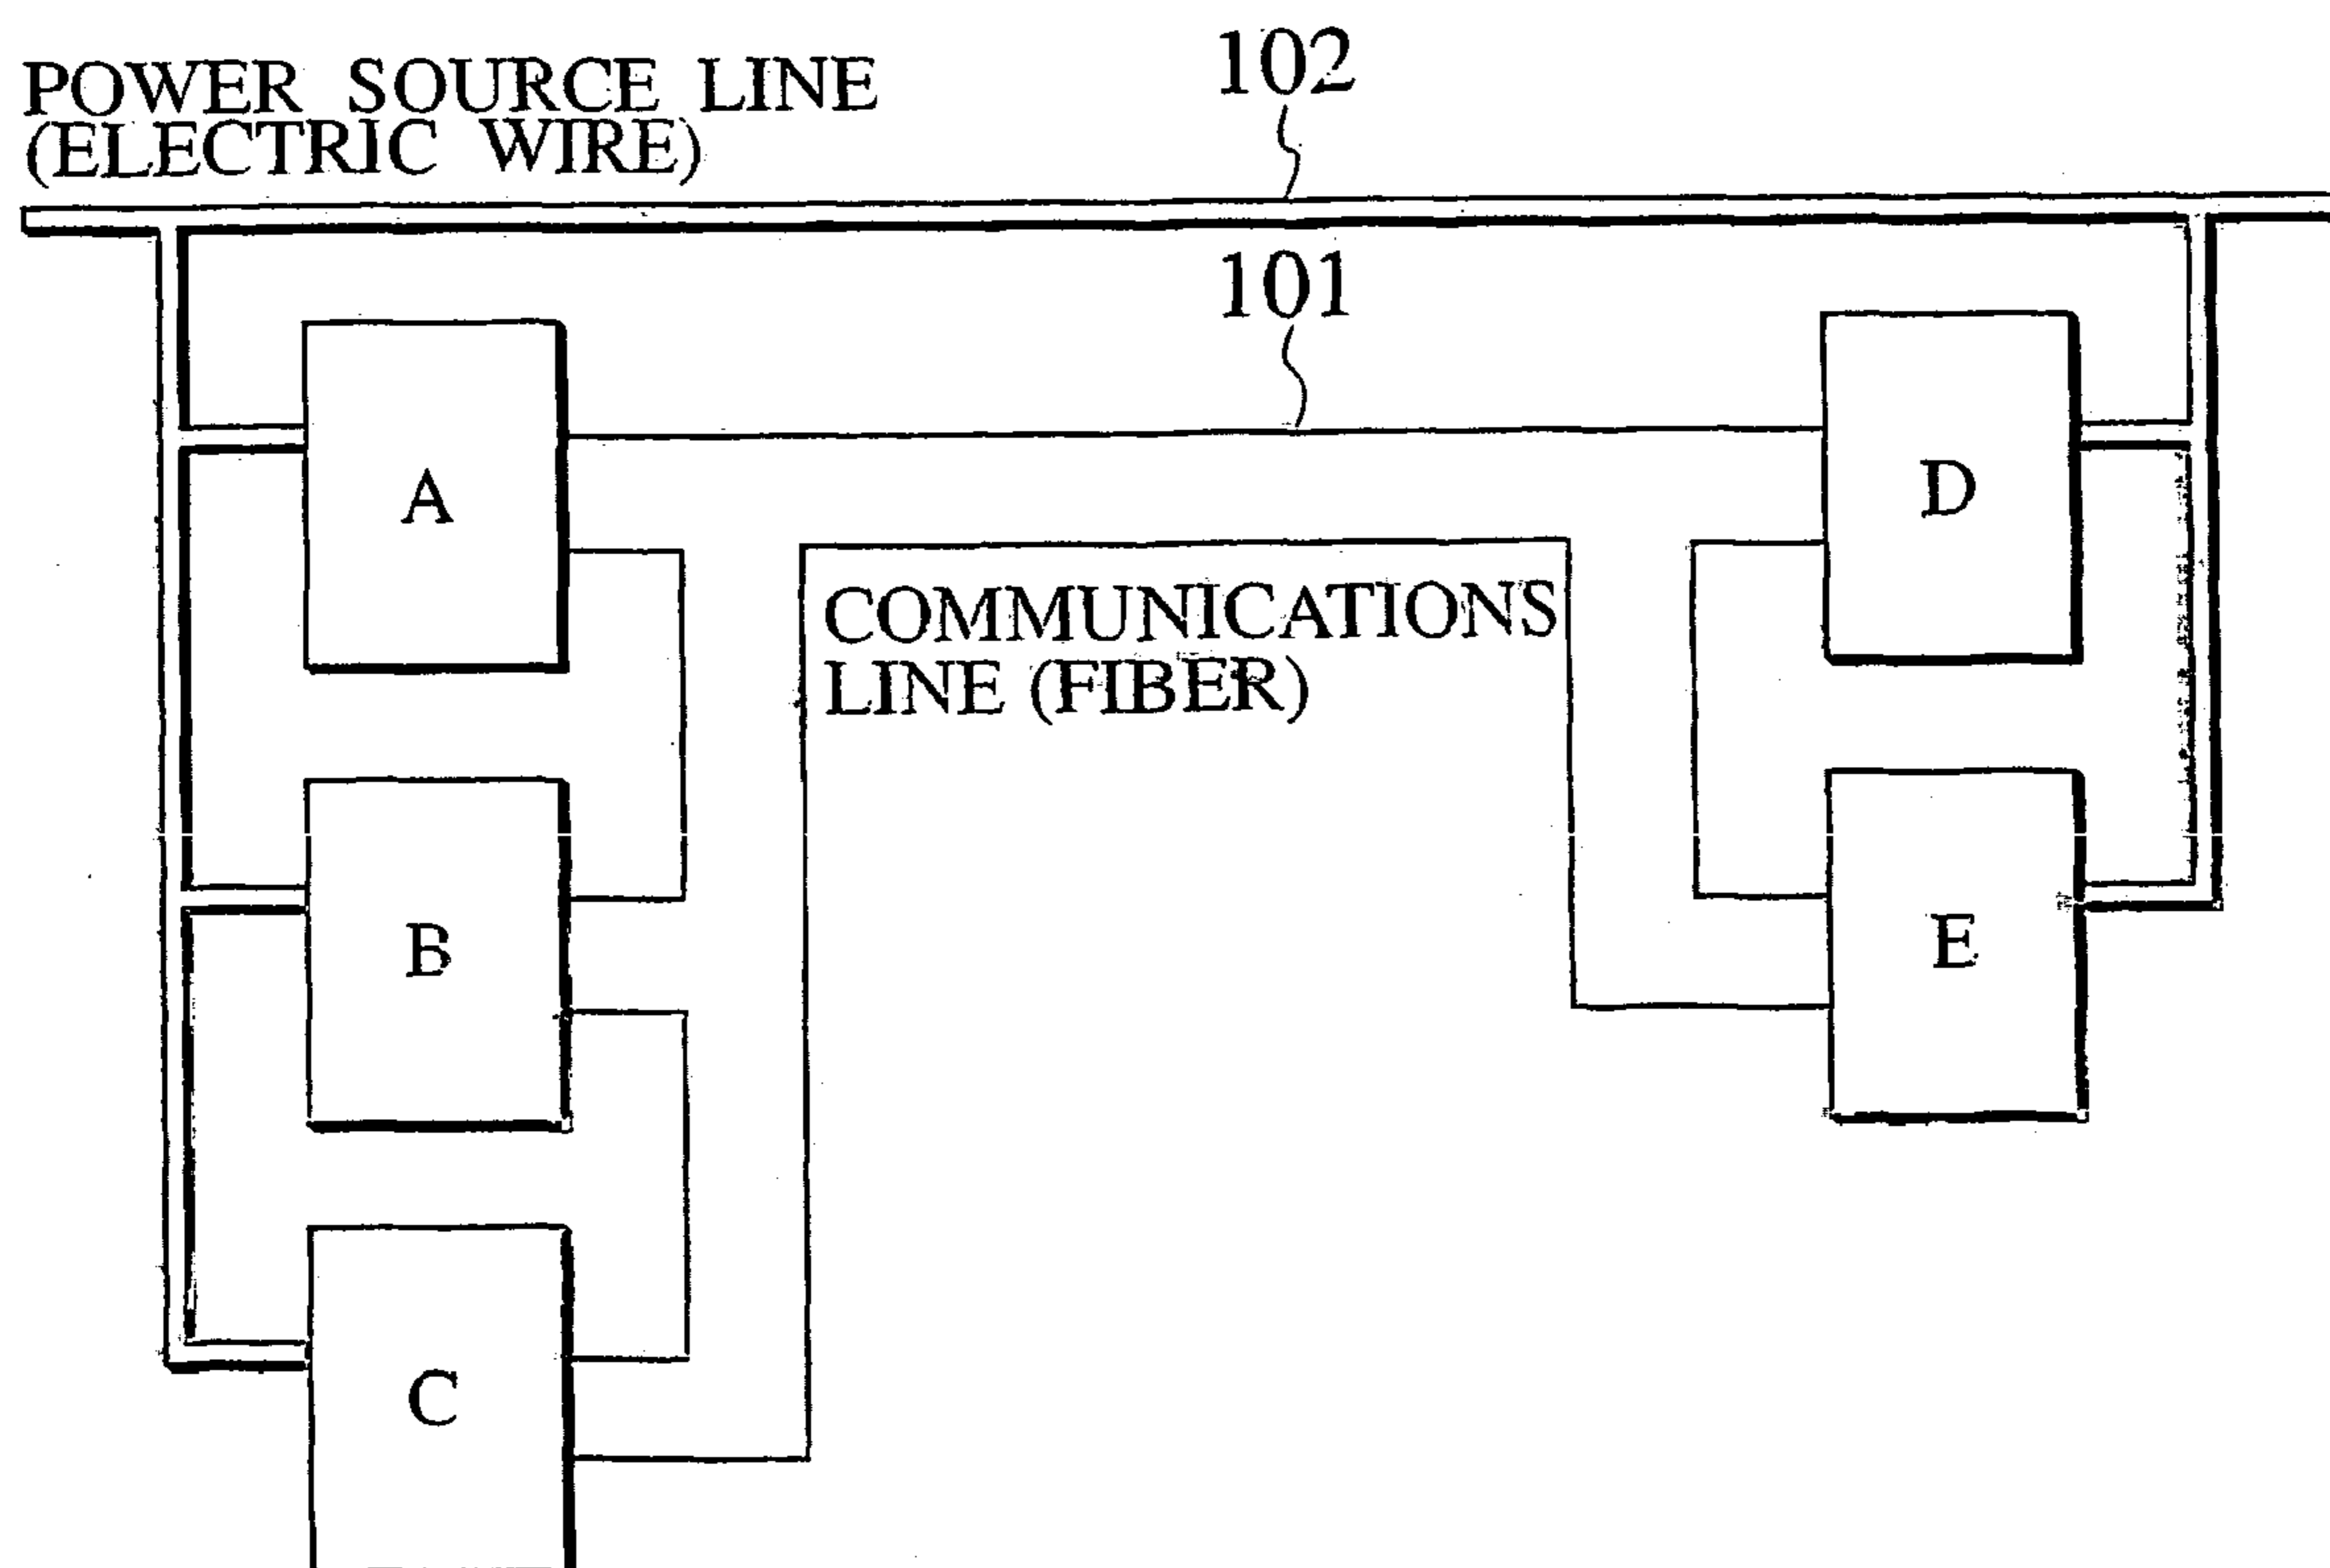 102
POWER SOURCE LINE
(ELECTRIC WIRE)
101
A
D
COMMUNICATIONS
LINE (FIBER)
B
E
C